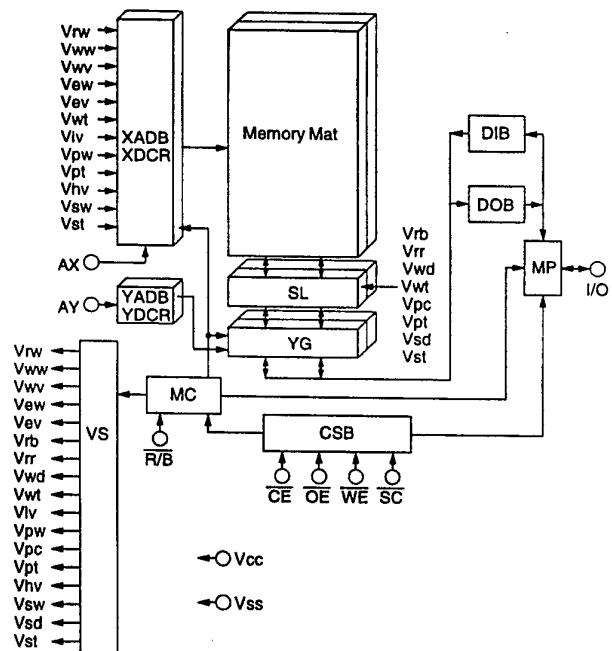 Vrw
Vww
Vwv
Vew
Vev
Vwt
Vlv
Vpw
Vpt
Vhv
Vsw
Vst
XADB
XDCR
Memory Mat
DIB
DOB
Vrb
Vrr
Vwd
Vwt
Vpc
Vpt
Vsd
Vst
MP
I/O
AX
SL
AY
YADB
YDCR
YG
Vrw
Vww
Vwv
Vew
Vev
Vrb
Vrr
Vwd
Vwt
Vlv
Vpw
Vpc
Vpt
Vhv
Vsw
Vsd
Vst
VS
MC
R/B
CSB
CE
OE
WE
SC
Vcc
Vss